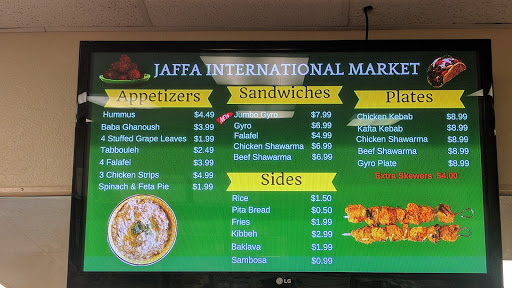 JAFFA INTERNATIONAL MARKET
Appetizers
Hummus $4.49
Baba Ghanoush $3.99
4 Stuffed Grape Leaves $1.99
Tabbouleh $2.49
4 Falafel $3.99
3 Chicken Strips $4.99
Spinach & Feta Pie $1.99
Sandwiches
Jumbo Gyro $7.99
Gyro $6.99
Falafel $4.99
Chicken Shawarma $6.99
Beef Shawarma $6.99
Sides
Rice $1.50
Pita Bread $0.50
Fries $1.99
Kibbeh $2.99
Baklava $1.99
Sambosa $0.99
Plates
Chicken Kebab $8.99
Kafta Kebab $8.99
Chicken Shawarma $8.99
Beef Shawarma $8.99
Gyro Plate $8.99
Extra Skewers $4.00
LG